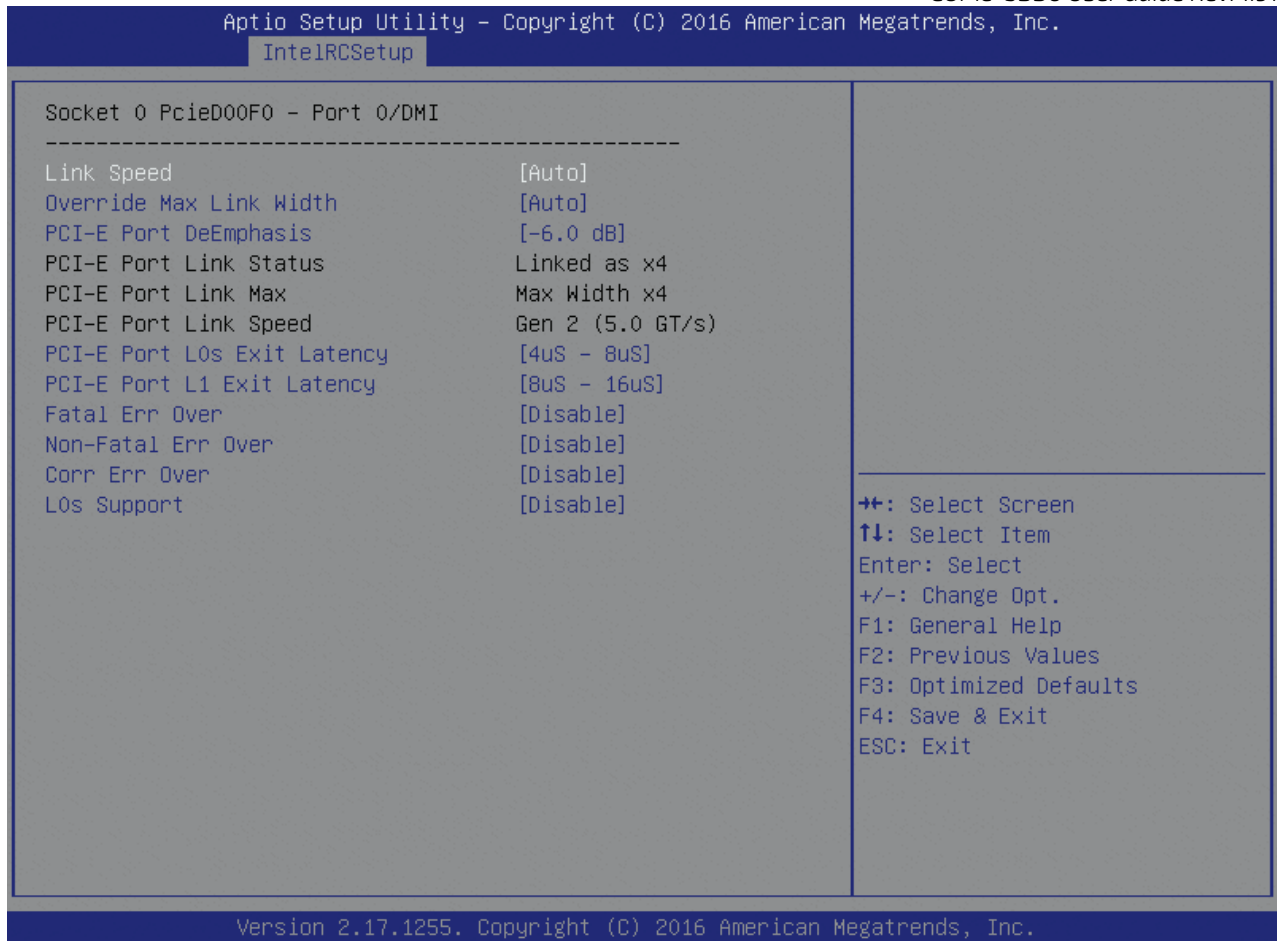 Aptio Setup Utility – Copyright (C) 2016 American Megatrends, Inc.
IntelRCSetup
Socket 0 PcieD00F0 – Port 0/DMI
--------------------------------------------------
Link Speed [Auto]
Override Max Link Width [Auto]
PCI-E Port DeEmphasis [-6.0 dB]
PCI-E Port Link Status Linked as x4
PCI-E Port Link Max Max Width x4
PCI-E Port Link Speed Gen 2 (5.0 GT/s)
PCI-E Port L0s Exit Latency [4uS – 8uS]
PCI-E Port L1 Exit Latency [8uS – 16uS]
Fatal Err Over [Disable]
Non-Fatal Err Over [Disable]
Corr Err Over [Disable]
L0s Support [Disable]
→←: Select Screen
↑↓: Select Item
Enter: Select
+/-: Change Opt.
F1: General Help
F2: Previous Values
F3: Optimized Defaults
F4: Save & Exit
ESC: Exit
Version 2.17.1255. Copyright (C) 2016 American Megatrends, Inc.